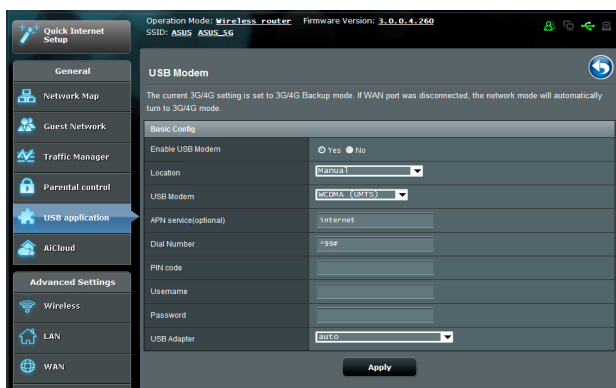 Quick Internet
Setup
Operation Mode: Wireless router Firmware Version: 3.0.0.4.260
SSID: ASUS ASUS_5G
General
Network Map
Guest Network
Traffic Manager
Parental control
USB application
AiCloud
Advanced Settings
Wireless
LAN
WAN
USB Modem
The current 3G/4G setting is set to 3G/4G Backup mode. If WAN port was disconnected, the network mode will automatically
turn to 3G/4G mode.
Basic Config
Enable USB Modem Yes No
Location Manual
USB Modem WCDMA (UMTS)
APN service(optional) internet
Dial Number *99#
PIN code
Username
Password
USB Adapter auto
Apply